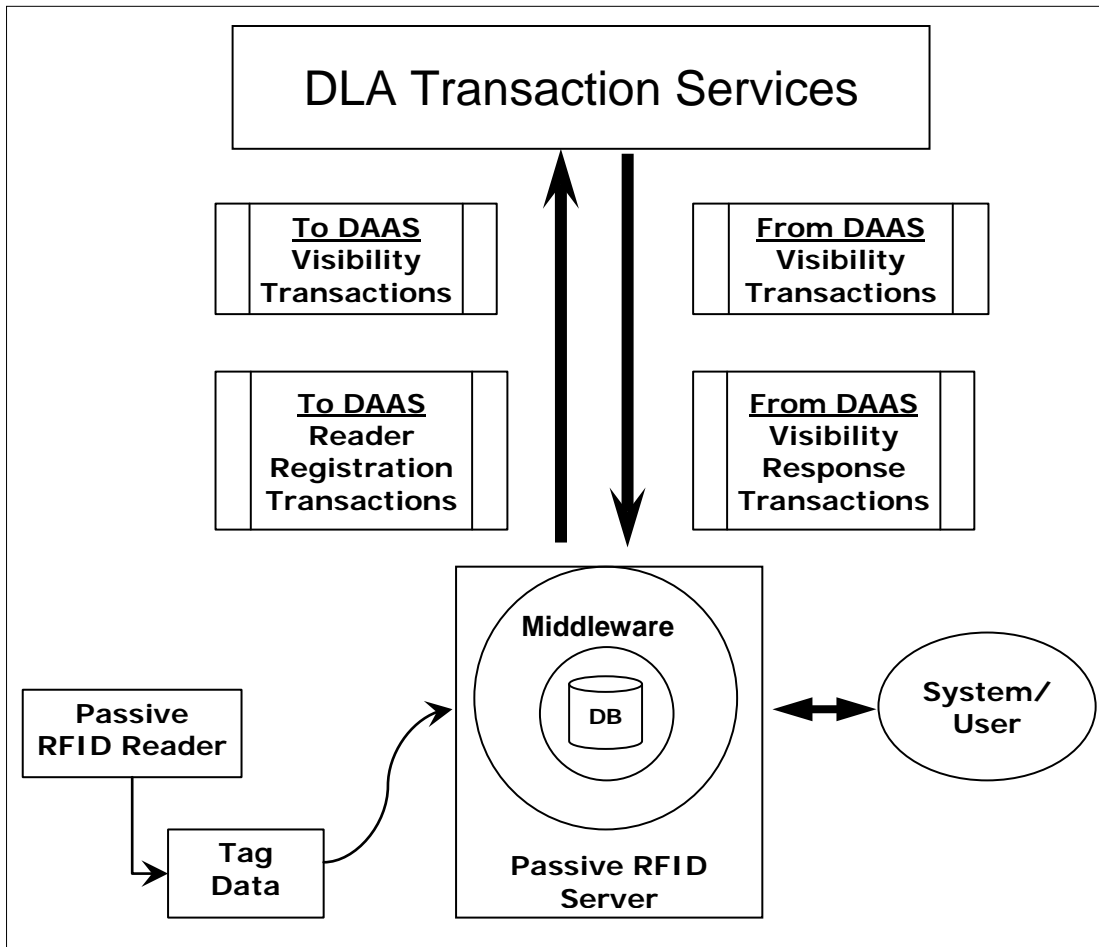 DLA Transaction Services
To DAAS
Visibility
Transactions
From DAAS
Visibility
Transactions
To DAAS
Reader
Registration
Transactions
From DAAS
Visibility
Response
Transactions
Middleware
DB
Passive RFID
Server
System/
User
Passive
RFID Reader
Tag
Data